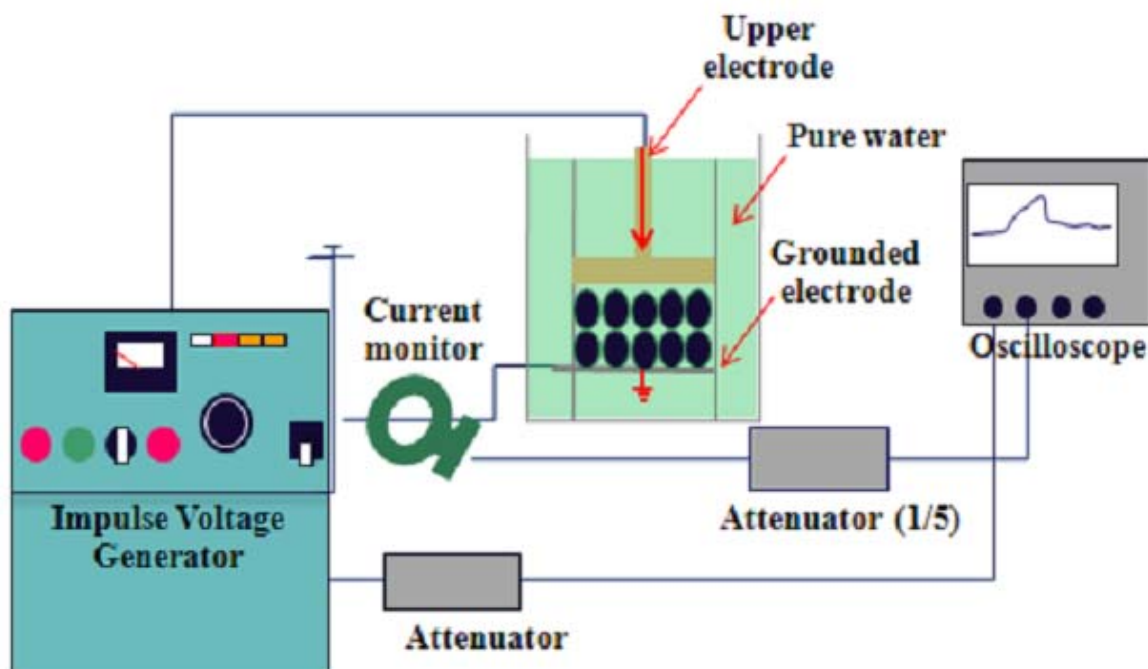 Upper
electrode
Pure water
Grounded
electrode
Current
monitor
Oscilloscope
Impulse Voltage
Generator
Attenuator (1/5)
Attenuator